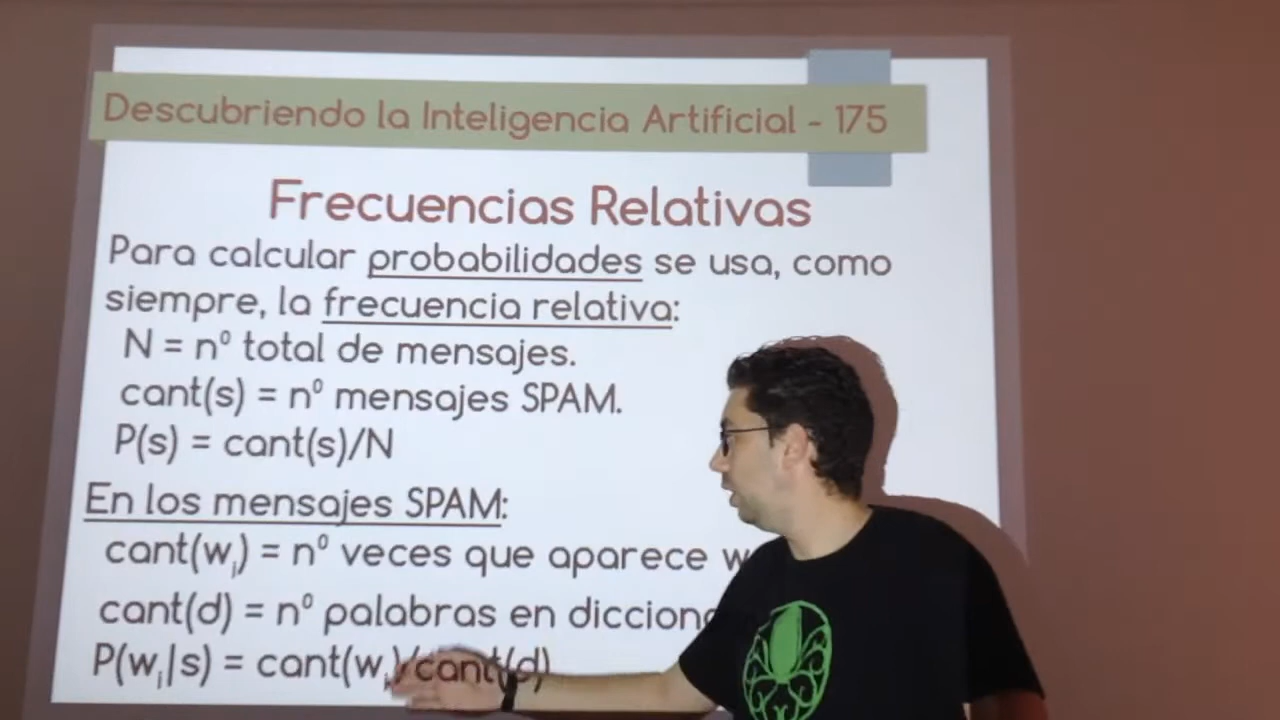 Descubriendo la Inteligencia Artificial - 175
Frecuencias Relativas
Para calcular probabilidades se usa, como
siempre, la frecuencia relativa:
N = nº total de mensajes.
cant(s) = nº mensajes SPAM.
P(s) = cant(s)/N
En los mensajes SPAM:
cant(wᵢ) = nº veces que aparece
cant(d) = nº palabras en
P(wᵢ|s) = cant(wᵢ)/cant(d)